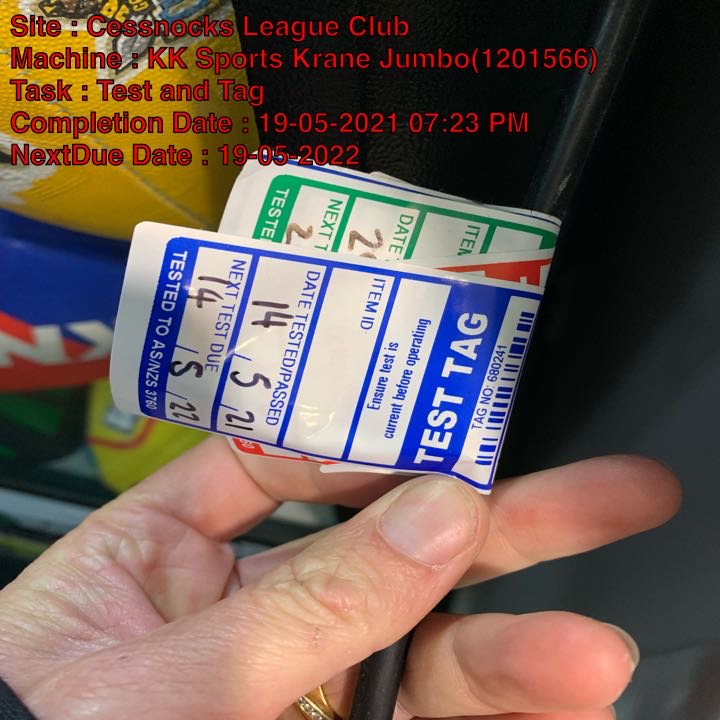 Site : Cessnocks League Club
Machine : KK Sports Krane Jumbo(1201566)
Task : Test and Tag
Completion Date : 19-05-2021 07:23 PM
NextDue Date : 19-05-2022
TEST TAG
TAG NO: 680241
Ensure test is
current before operating
ITEM ID
DATE TESTED/PASSED
14 / 5 / 21
NEXT TEST DUE
14 / 5 / 22
TESTED TO AS/NZS 3760
ITEM
DATE
NEXT T
TESTE